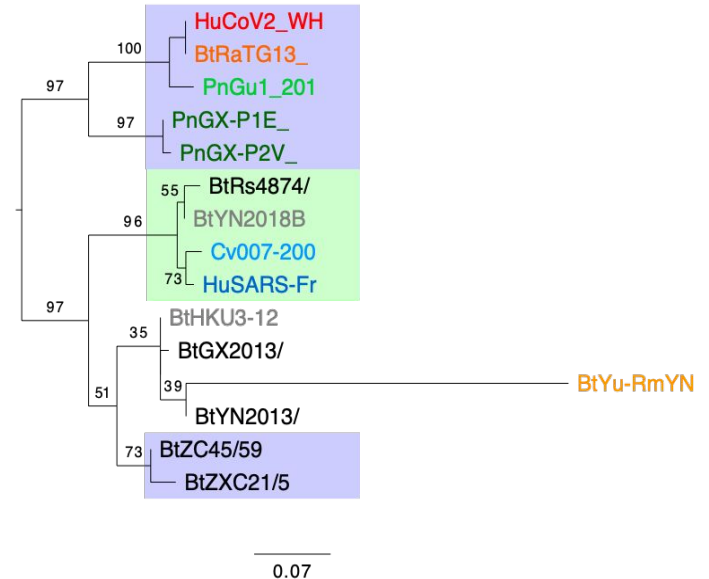 HuCoV2_WH
100
BtRaTG13_
97
PnGu1_201
97
PnGX-P1E_
PnGX-P2V_
55
BtRs4874/
96
BtYN2018B
Cv007-200
73
HuSARS-Fr
97
BtHKU3-12
35
BtGX2013/
39
BtYu-RmYN
51
BtYN2013/
73
BtZC45/59
BtZXC21/5
0.07